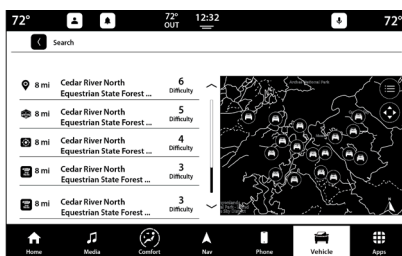 72°
72°
OUT
12:32
72°
Search
8 mi
Cedar River North
Equestrian State Forest ...
6
Difficulty
8 mi
Cedar River North
Equestrian State Forest ...
5
Difficulty
8 mi
Cedar River North
Equestrian State Forest ...
4
Difficulty
8 mi
Cedar River North
Equestrian State Forest ...
3
Difficulty
8 mi
Cedar River North
Equestrian State Forest ...
3
Difficulty
Home
Media
Comfort
Nav
Phone
Vehicle
Apps